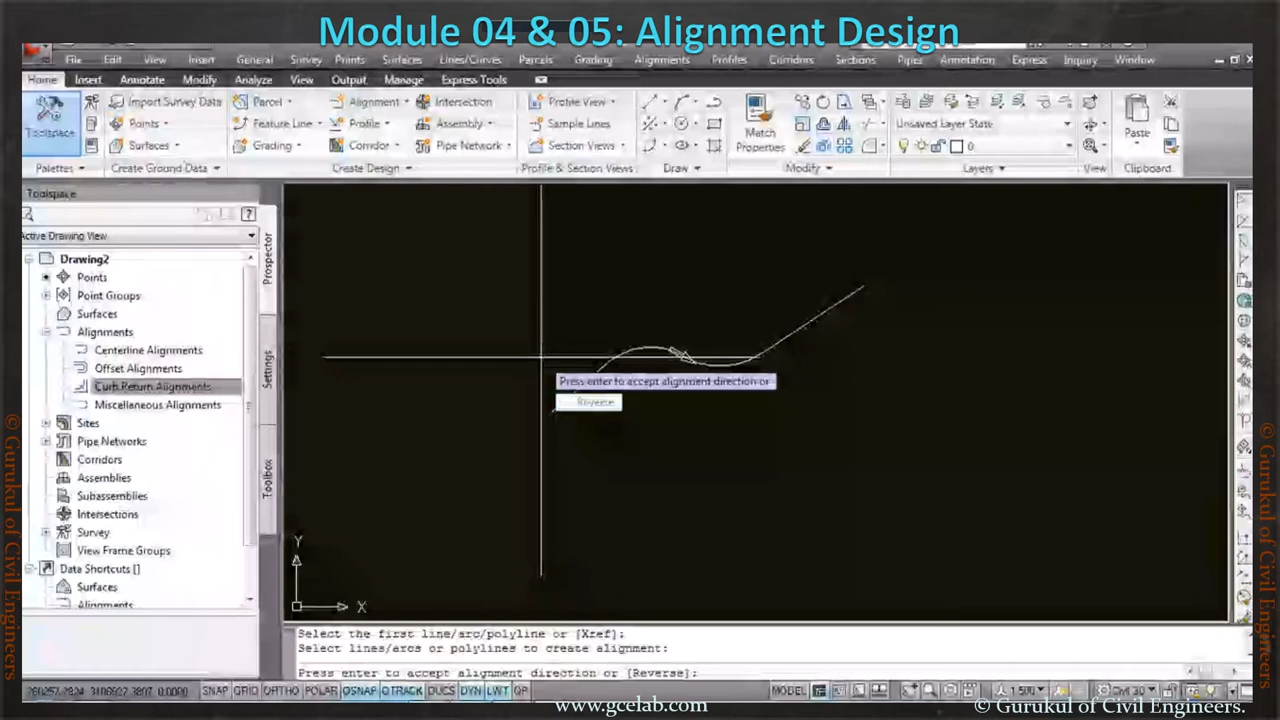 Module 04 & 05: Alignment Design
File Edit View Insert General Survey Points Surfaces Lines/Curves Parcels Grading Alignments Profiles Corridors Sections Pipes Annotation Express Inquiry Window
Home Insert Annotate Modify Analyze View Output Manage Express Tools
Toolspace
Import Survey Data
Points
Surfaces
Parcel
Feature Line
Grading
Alignment
Profile
Corridor
Intersection
Assembly
Pipe Network
Profile View
Sample Lines
Section Views
Match Properties
Unsaved Layer State
0
Paste
Palettes
Create Ground Data
Create Design
Profile & Section Views
Draw
Modify
Layers
View
Clipboard
Toolspace
Active Drawing View
Drawing2
Points
Point Groups
Surfaces
Alignments
Centerline Alignments
Offset Alignments
Curb Return Alignments
Miscellaneous Alignments
Sites
Pipe Networks
Corridors
Assemblies
Subassemblies
Intersections
Survey
View Frame Groups
Data Shortcuts []
Surfaces
Alignments
Prospector
Settings
Toolbox
Press enter to accept alignment direction or
Reverse
Y
X
Select the first line/arc/polyline or [Xref]:
Select lines/arcs or polylines to create alignment:
Press enter to accept alignment direction or [Reverse]:
SNAP GRID ORTHO POLAR OSNAP OTRACK DUCS DYN LWT QP
MODEL
Civil 3D
© Gurukul of Civil Engineers
© Gurukul of Civil Engineers
www.gcelab.com
© Gurukul of Civil Engineers.